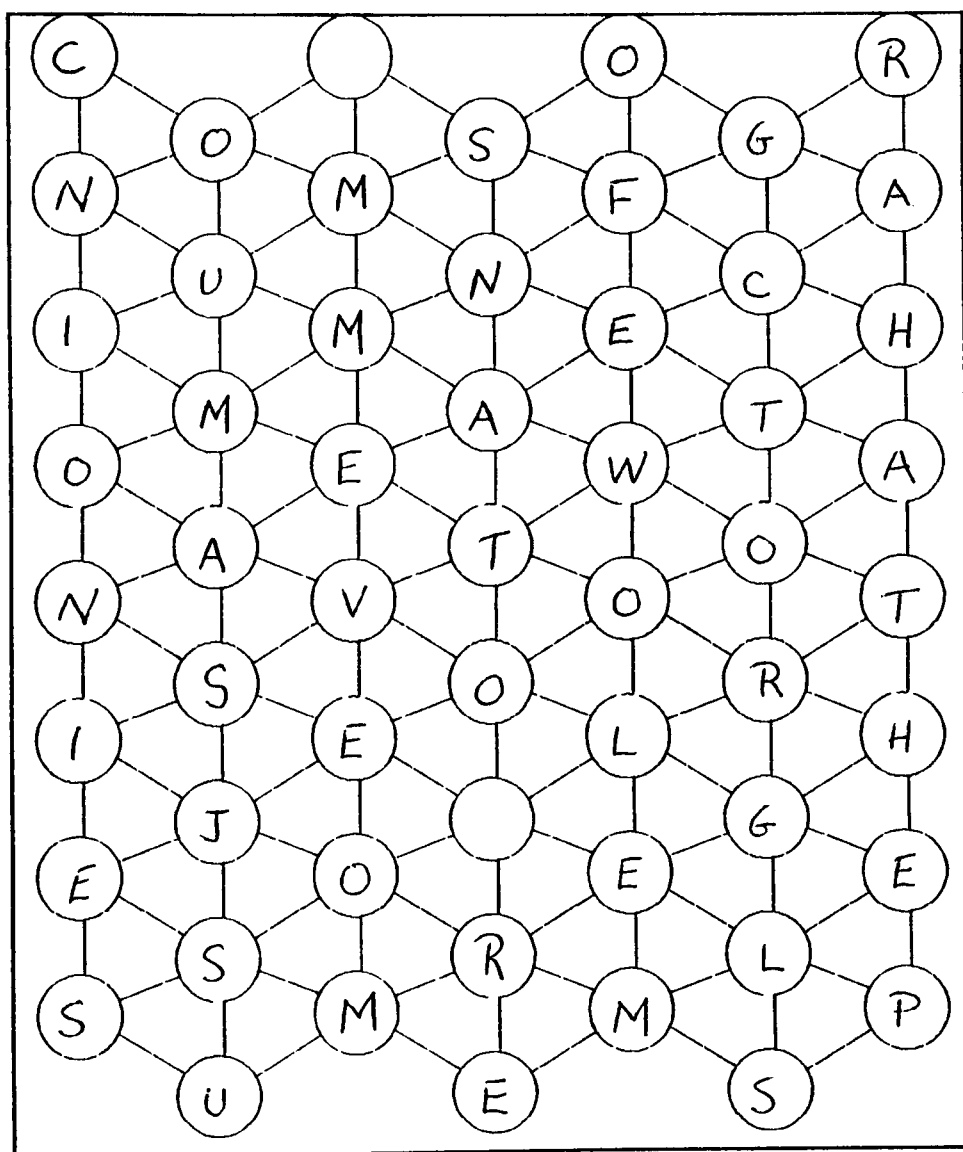 C O R
O S G
N M F A
U N C
I M E H
M A T
O E W A
A T O
N V O T
S O R
I E L H
J G
E O E E
S R L
S M M P
U E S